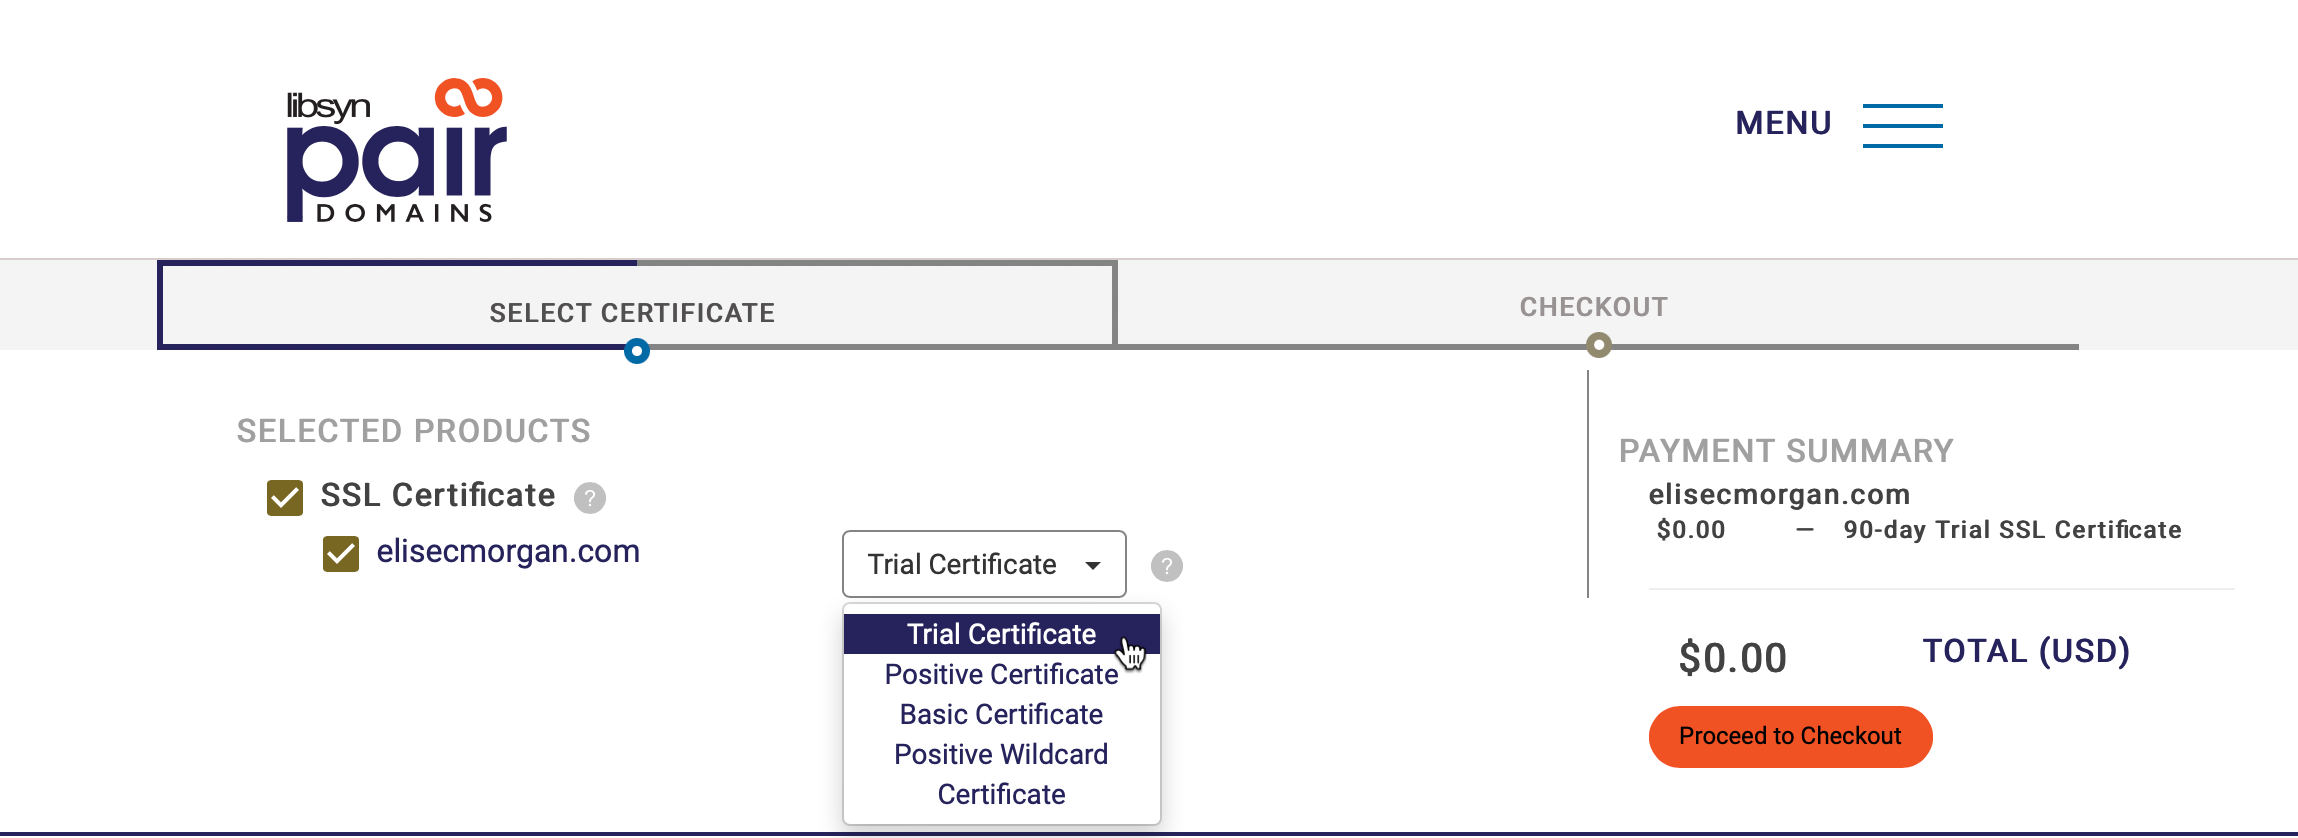 libsyn
pair
DOMAINS
MENU
SELECT CERTIFICATE
CHECKOUT
SELECTED PRODUCTS
SSL Certificate ?
elisecmorgan.com
Trial Certificate ?
Trial Certificate
Positive Certificate
Basic Certificate
Positive Wildcard
Certificate
PAYMENT SUMMARY
elisecmorgan.com
$0.00 – 90-day Trial SSL Certificate
$0.00 TOTAL (USD)
Proceed to Checkout